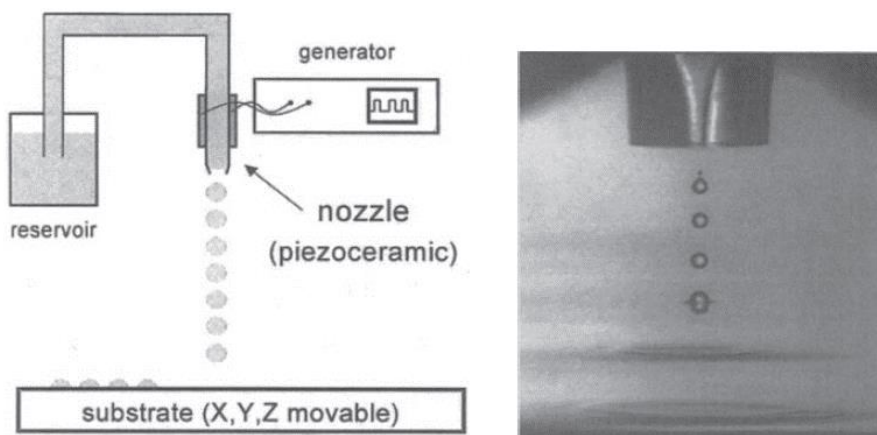 generator
reservoir
nozzle
(piezoceramic)
substrate (X,Y,Z movable)